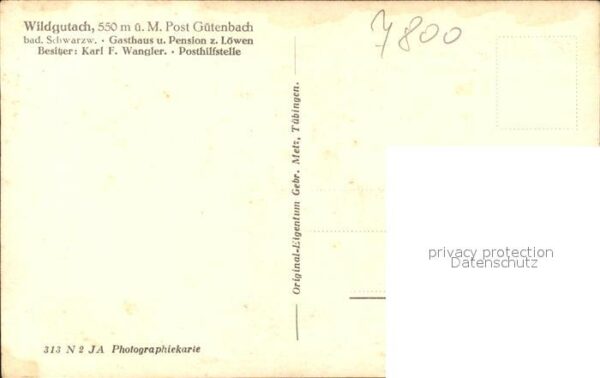 Wildgutach, 550 m ü. M. Post Gütenbach
bad. Schwarzw. · Gasthaus u. Pension z. Löwen
Besitzer: Karl F. Wangler. · Posthilfstelle
7800
Original-Eigentum Gebr. Metz, Tübingen.
privacy protection
Datenschutz
313 N 2 JA Photographiekarte